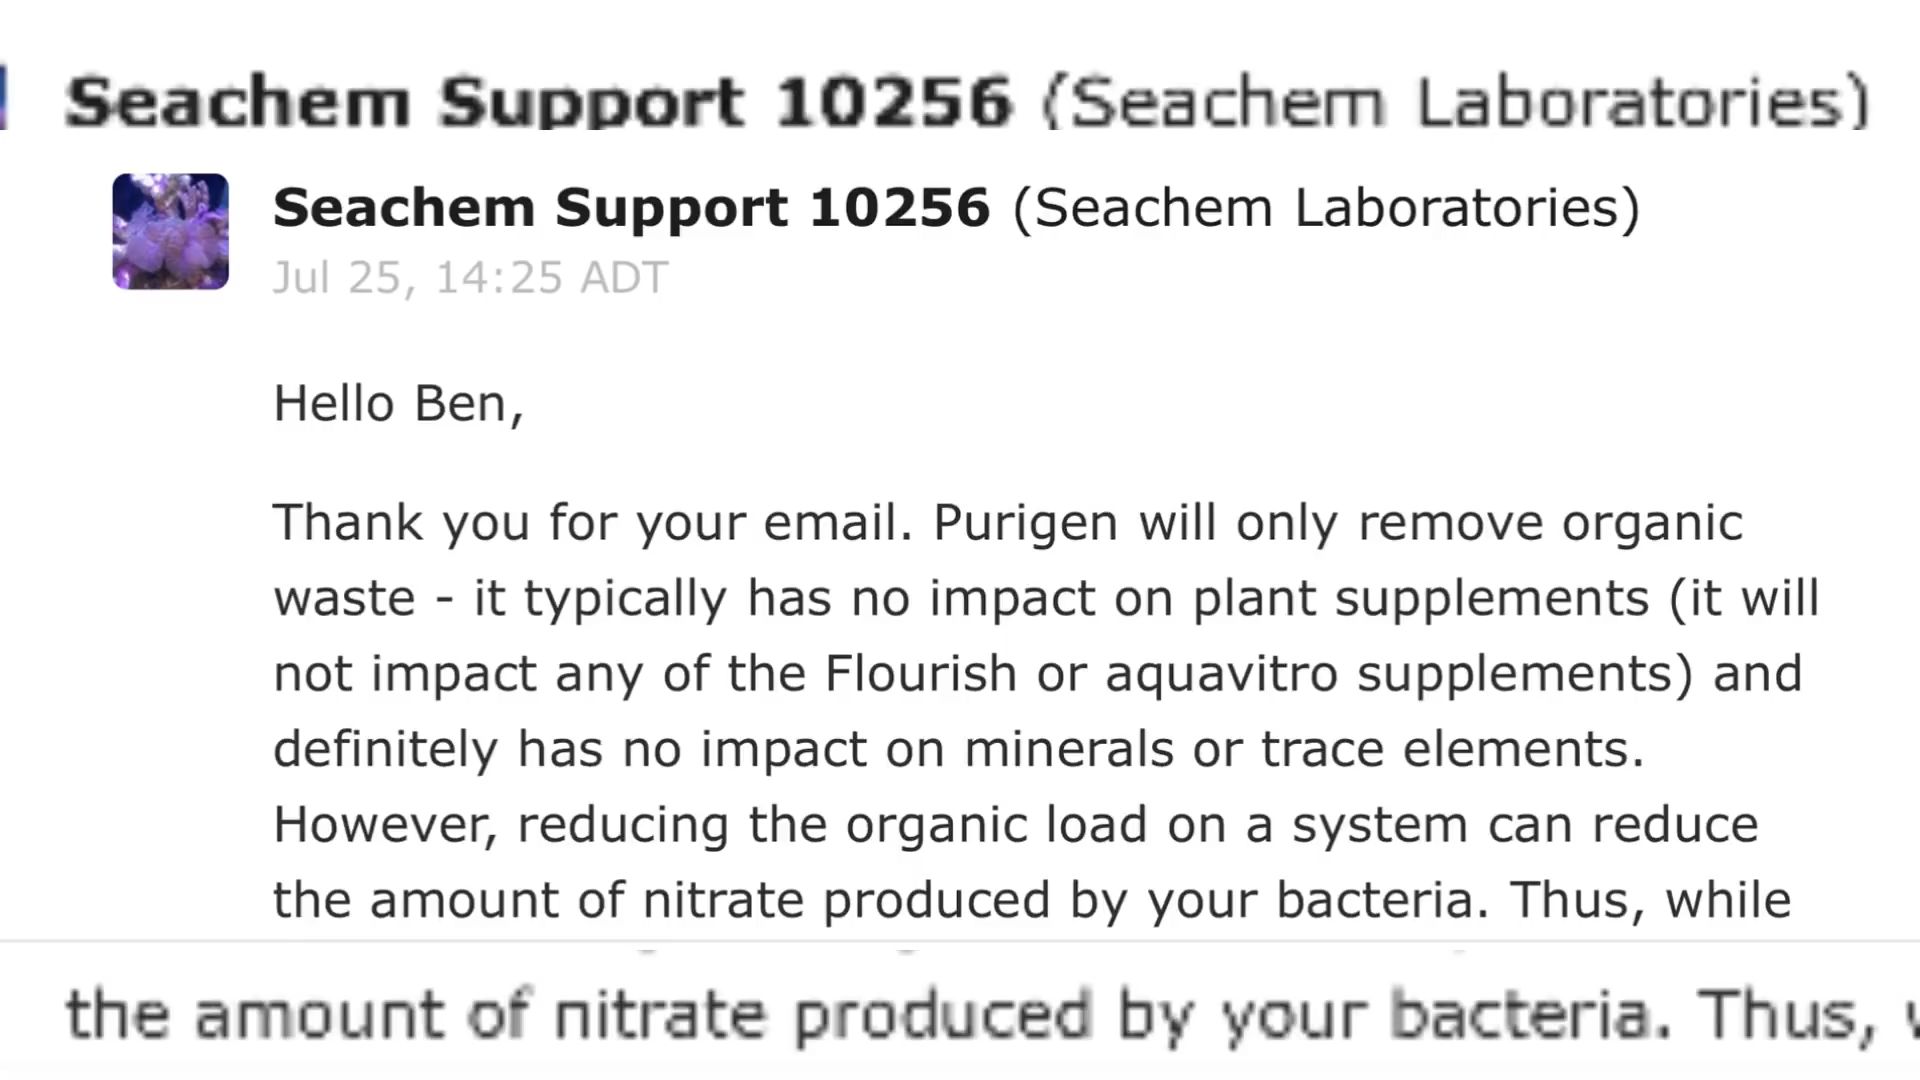 Seachem Support 10256 (Seachem Laboratories)
Seachem Support 10256 (Seachem Laboratories)
Jul 25, 14:25 ADT
Hello Ben,
Thank you for your email. Purigen will only remove organic
waste - it typically has no impact on plant supplements (it will
not impact any of the Flourish or aquavitro supplements) and
definitely has no impact on minerals or trace elements.
However, reducing the organic load on a system can reduce
the amount of nitrate produced by your bacteria. Thus, while
the amount of nitrate produced by your bacteria. Thus,